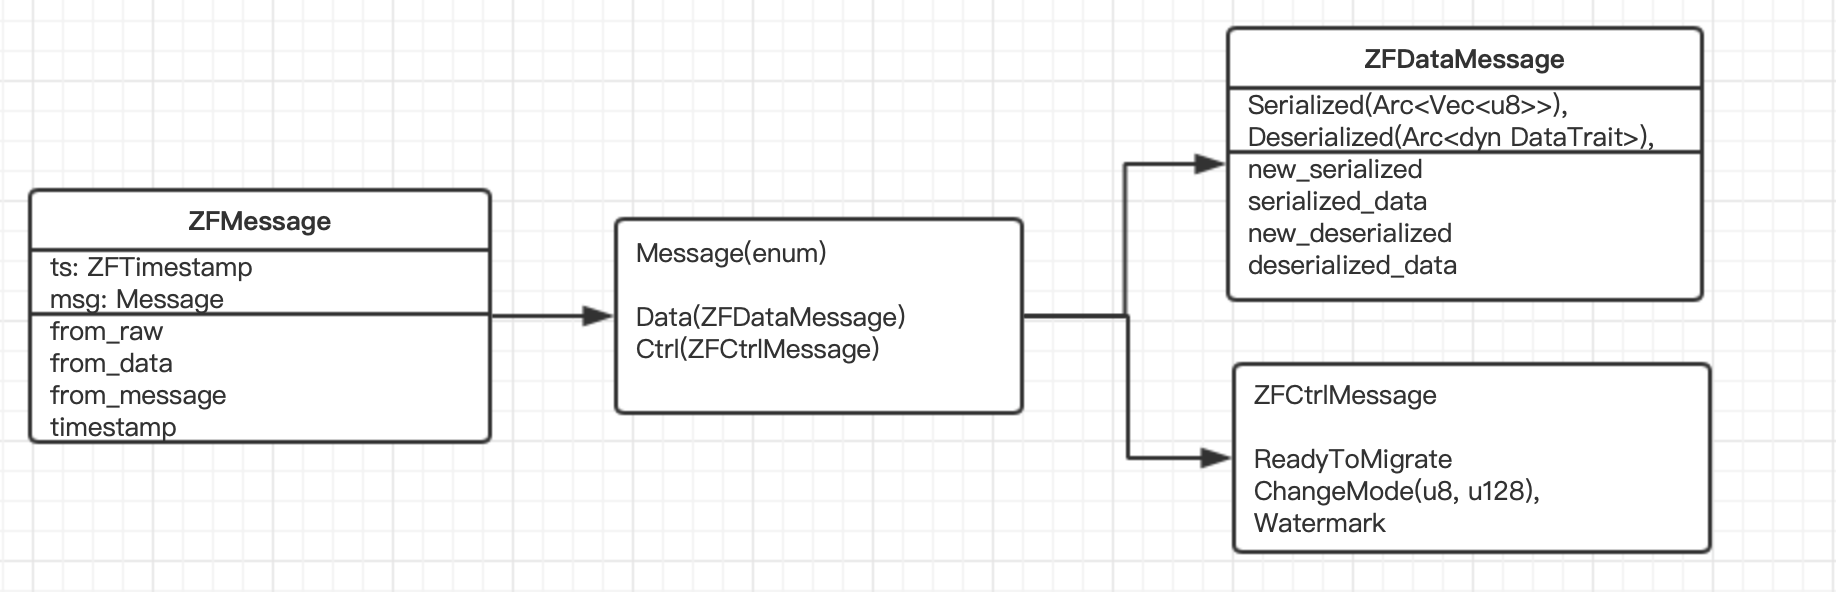 ZFMessage
ts: ZFTimestamp
msg: Message
from_raw
from_data
from_message
timestamp
Message(enum)
Data(ZFDataMessage)
Ctrl(ZFCtrlMessage)
ZFDataMessage
Serialized(Arc<Vec<u8>>),
Deserialized(Arc<dyn DataTrait>),
new_serialized
serialized_data
new_deserialized
deserialized_data
ZFCtrlMessage
ReadyToMigrate
ChangeMode(u8, u128),
Watermark